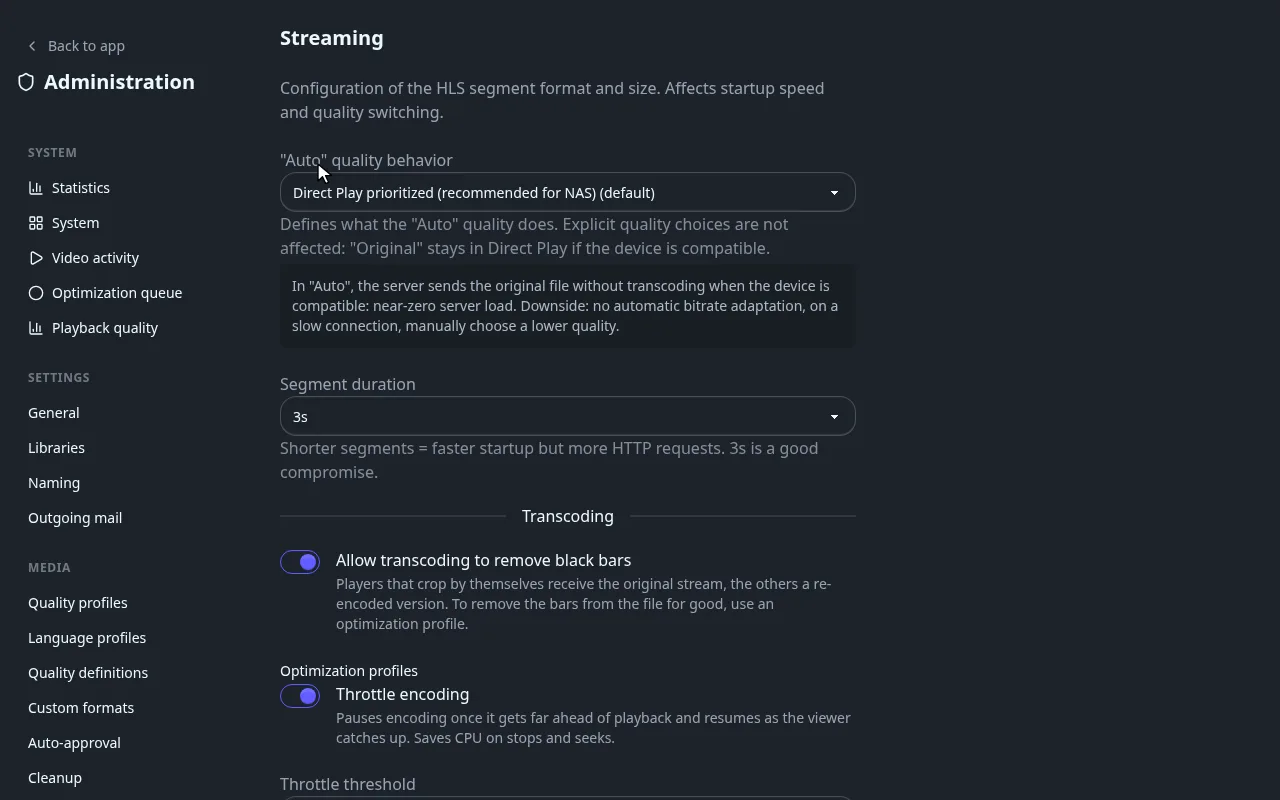 Back to app
Administration
SYSTEM
Statistics
System
Video activity
Optimization queue
Playback quality
SETTINGS
General
Libraries
Naming
Outgoing mail
MEDIA
Quality profiles
Language profiles
Quality definitions
Custom formats
Auto-approval
Cleanup
Streaming
Configuration of the HLS segment format and size. Affects startup speed
and quality switching.
"Auto" quality behavior
Direct Play prioritized (recommended for NAS) (default)
Defines what the "Auto" quality does. Explicit quality choices are not
affected: "Original" stays in Direct Play if the device is compatible.
In "Auto", the server sends the original file without transcoding when the device is
compatible: near-zero server load. Downside: no automatic bitrate adaptation, on a
slow connection, manually choose a lower quality.
Segment duration
3s
Shorter segments = faster startup but more HTTP requests. 3s is a good
compromise.
Transcoding
Allow transcoding to remove black bars
Players that crop by themselves receive the original stream, the others a re-
encoded version. To remove the bars from the file for good, use an
optimization profile.
Optimization profiles
Throttle encoding
Pauses encoding once it gets far ahead of playback and resumes as the viewer
catches up. Saves CPU on stops and seeks.
Throttle threshold